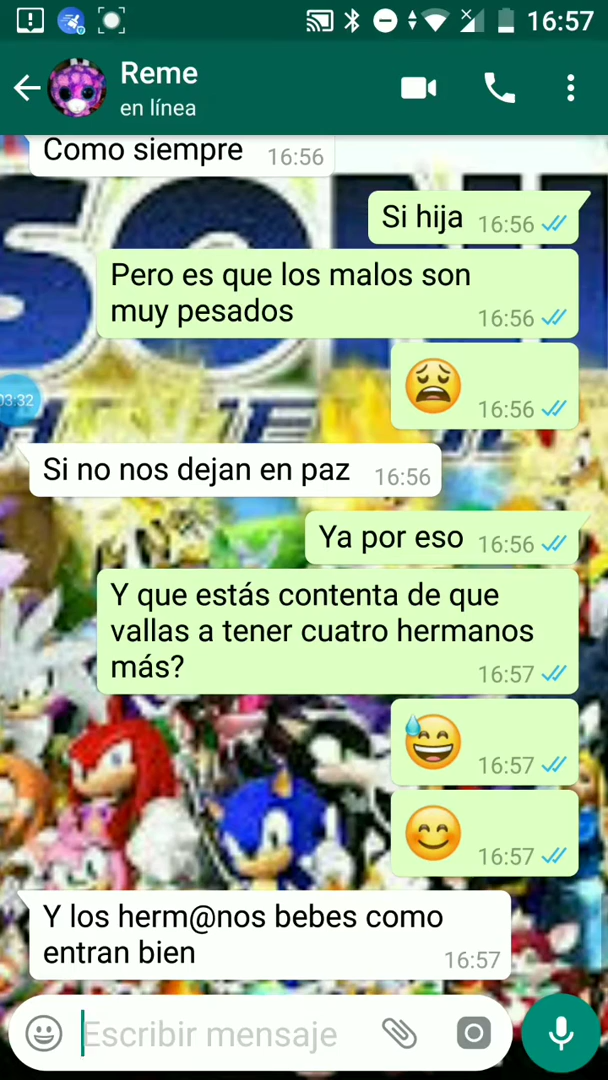 16:57
Reme
en línea
Como siempre 16:56
Si hija 16:56
Pero es que los malos son
muy pesados 16:56
16:56
03:32
Si no nos dejan en paz 16:56
Ya por eso 16:56
Y que estás contenta de que
vallas a tener cuatro hermanos
más? 16:57
16:57
16:57
Y los herm@nos bebes como
entran bien 16:57
Escribir mensaje